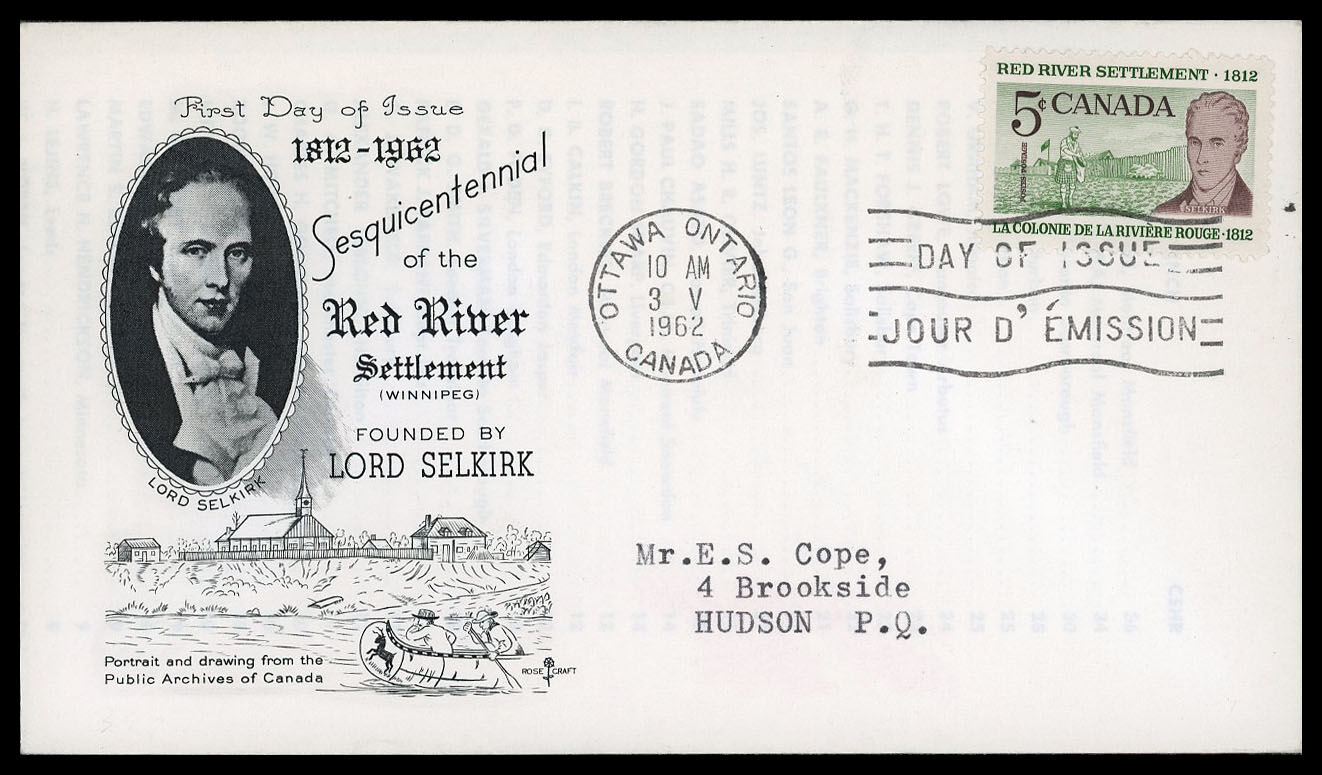 First Day of Issue
1812-1962
Sesquicentennial
of the
Red River
Settlement
(WINNIPEG)
FOUNDED BY
LORD SELKIRK
LORD SELKIRK
Portrait and drawing from the
Public Archives of Canada
ROSE CRAFT
OTTAWA ONTARIO
10 AM
3 V
1962
CANADA
RED RIVER SETTLEMENT · 1812
5¢ CANADA
POSTES POSTAGE
SELKIRK
LA COLONIE DE LA RIVIÈRE ROUGE · 1812
DAY OF ISSUE
JOUR D' ÉMISSION
Mr.E.S. Cope,
4 Brookside
HUDSON P.Q.